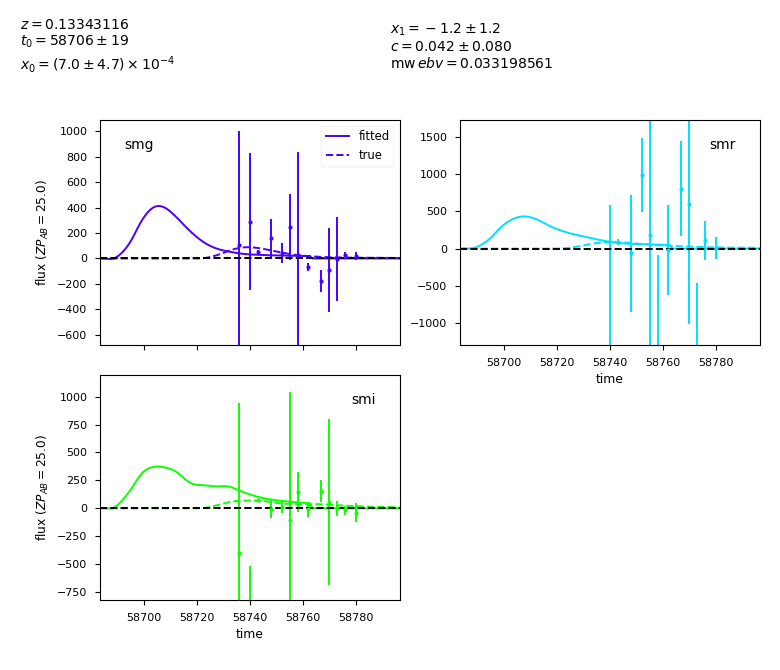 z = 0.13343116
t₀ = 58706 ± 19
x₀ = (7.0 ± 4.7) × 10⁻⁴
x₁ = −1.2 ± 1.2
c = 0.042 ± 0.080
mw ebv = 0.033198561
smg
fitted
true
1000
800
600
400
200
0
−200
−400
−600
flux (ZP_AB = 25.0)
smr
1500
1000
500
0
−500
−1000
58700 58720 58740 58760 58780
time
smi
1000
750
500
250
0
−250
−500
−750
flux (ZP_AB = 25.0)
58700 58720 58740 58760 58780
time